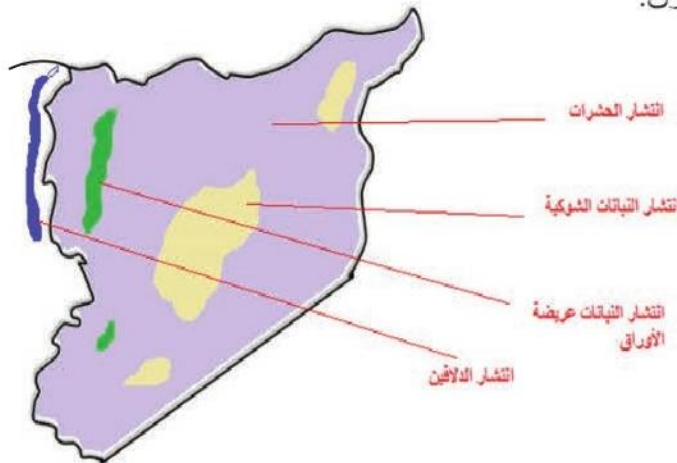 انتشار الحشرات
انتشار النباتات الشوكية
انتشار النباتات عريضة
الأوراق
انتشار الدلافين